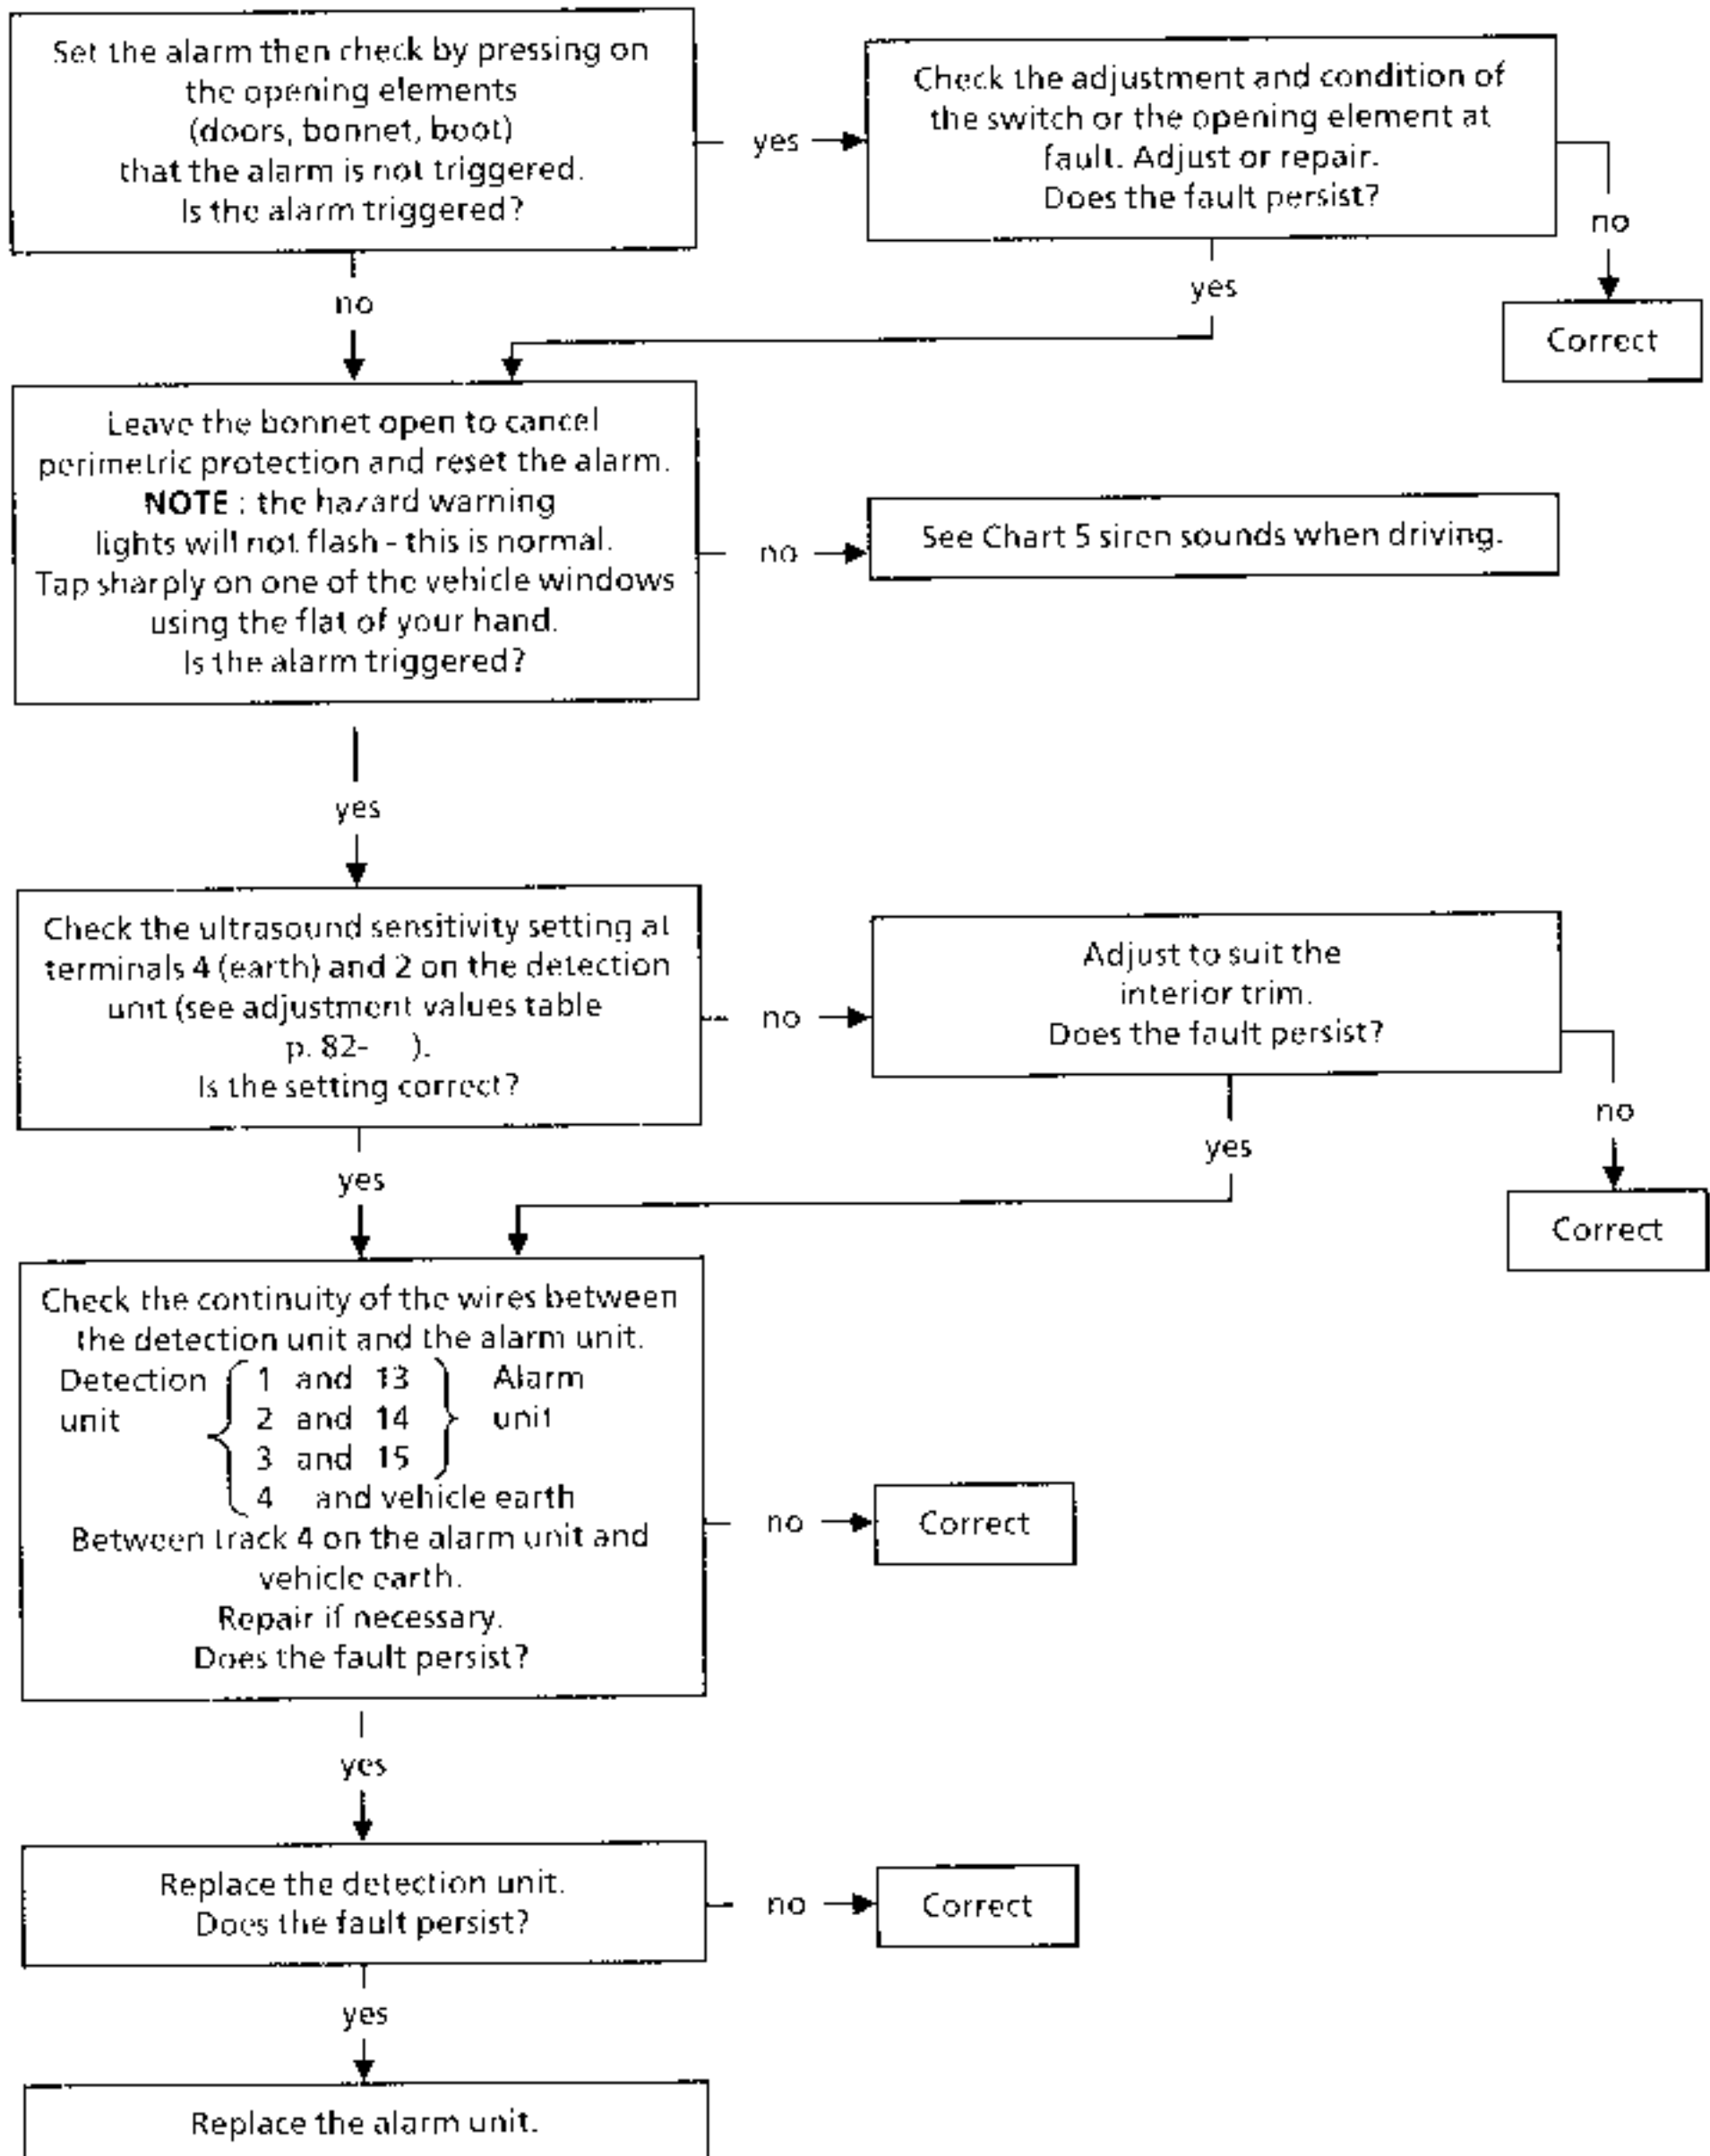 Set the alarm then check by pressing on
the opening elements
(doors, bonnet, boot)
that the alarm is not triggered.
Is the alarm triggered?
yes
Check the adjustment and condition of
the switch or the opening element at
fault. Adjust or repair.
Does the fault persist?
no
Correct
yes
no
Leave the bonnet open to cancel
perimetric protection and reset the alarm.
NOTE : the hazard warning
lights will not flash - this is normal.
Tap sharply on one of the vehicle windows
using the flat of your hand.
Is the alarm triggered?
no
See Chart 5 siren sounds when driving.
yes
Check the ultrasound sensitivity setting at
terminals 4 (earth) and 2 on the detection
unit (see adjustment values table
p. 82- ).
Is the setting correct?
no
Adjust to suit the
interior trim.
Does the fault persist?
no
Correct
yes
yes
Check the continuity of the wires between
the detection unit and the alarm unit.
Detection { 1 and 13 } Alarm
unit 2 and 14 unit
3 and 15
4 and vehicle earth
Between track 4 on the alarm unit and
vehicle earth.
Repair if necessary.
Does the fault persist?
no
Correct
yes
Replace the detection unit.
Does the fault persist?
no
Correct
yes
Replace the alarm unit.